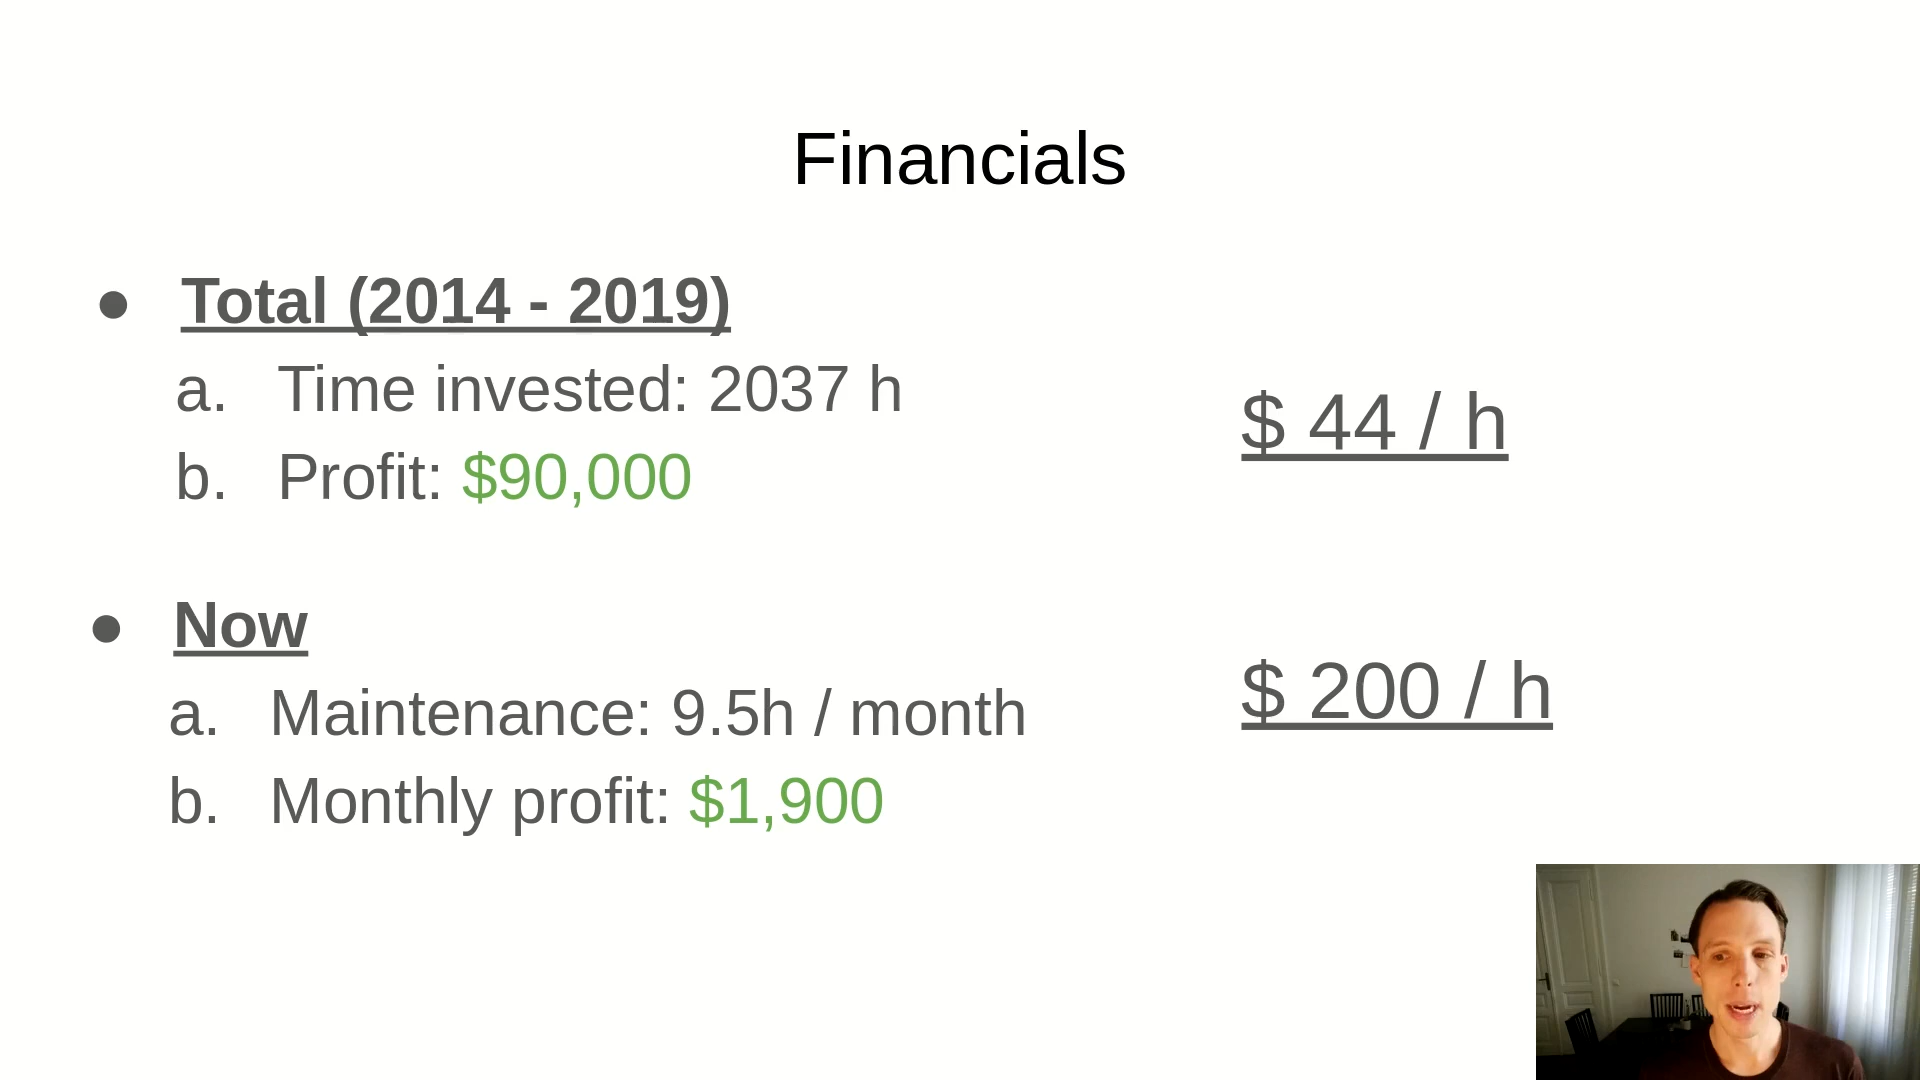 Financials
● Total (2014 - 2019)
a. Time invested: 2037 h
b. Profit: $90,000
$ 44 / h
● Now
a. Maintenance: 9.5h / month
b. Monthly profit: $1,900
$ 200 / h